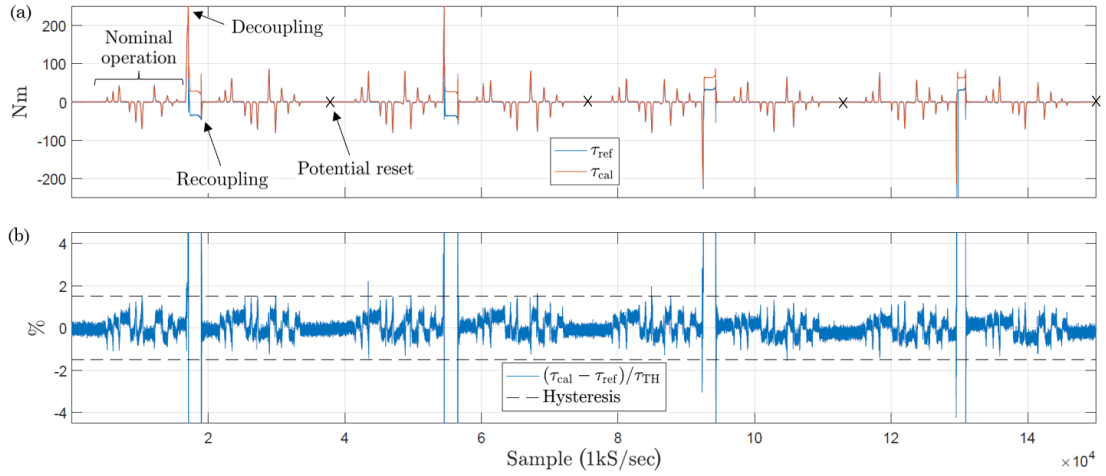 (a)
200
100
0
-100
-200
Nm
Nominal
operation
Decoupling
Recoupling
Potential reset
τref
τcal
(b)
4
2
0
-2
-4
%
(τcal − τref)/τTH
Hysteresis
2
4
6
8
10
12
14
×10⁴
Sample (1kS/sec)